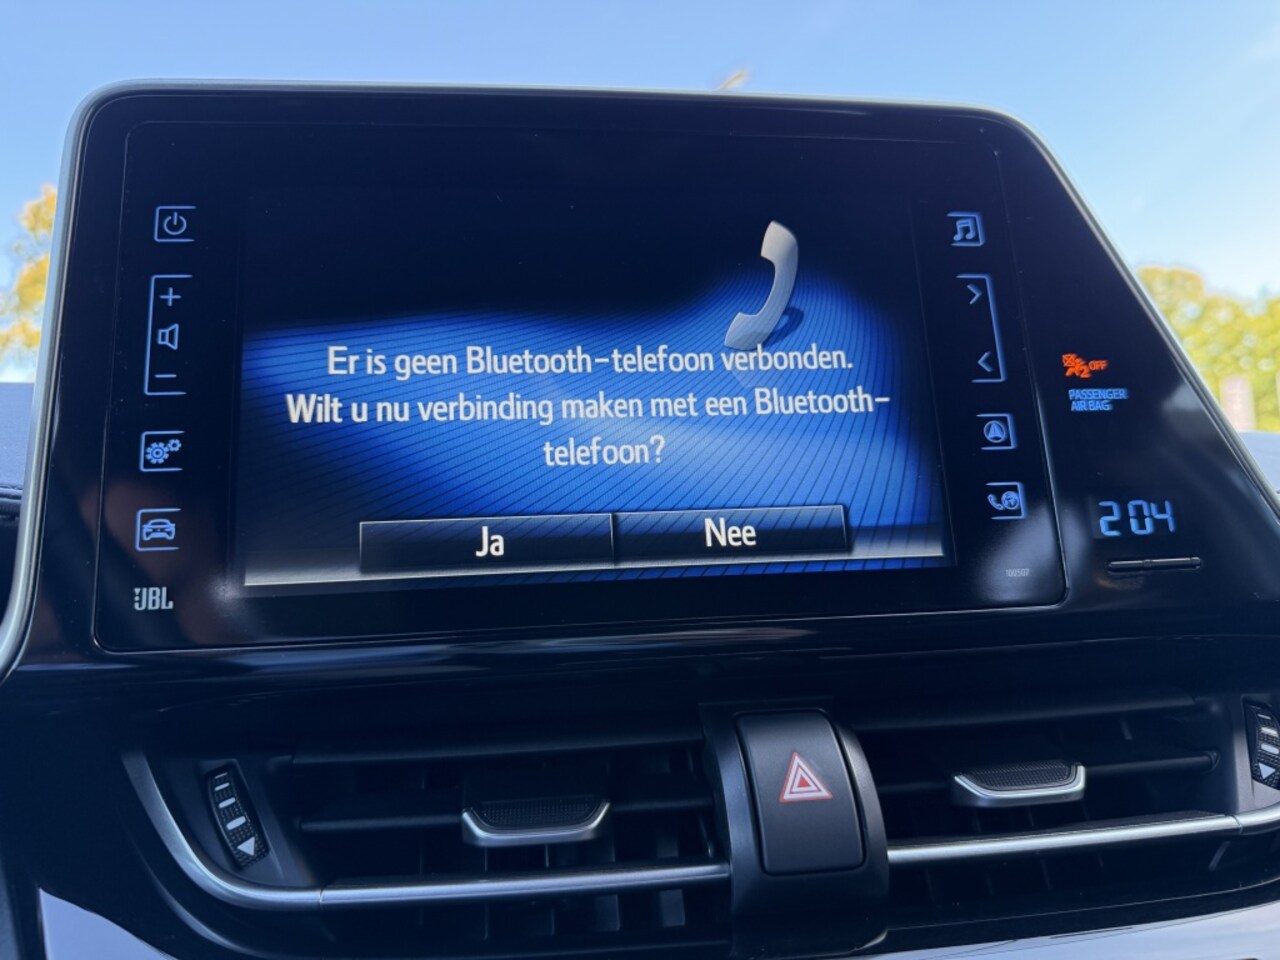 Er is geen Bluetooth-telefoon verbonden.
Wilt u nu verbinding maken met een Bluetooth-
telefoon?
Ja
Nee
JBL
OFF
PASSENGER
AIR BAG
2:04
100507